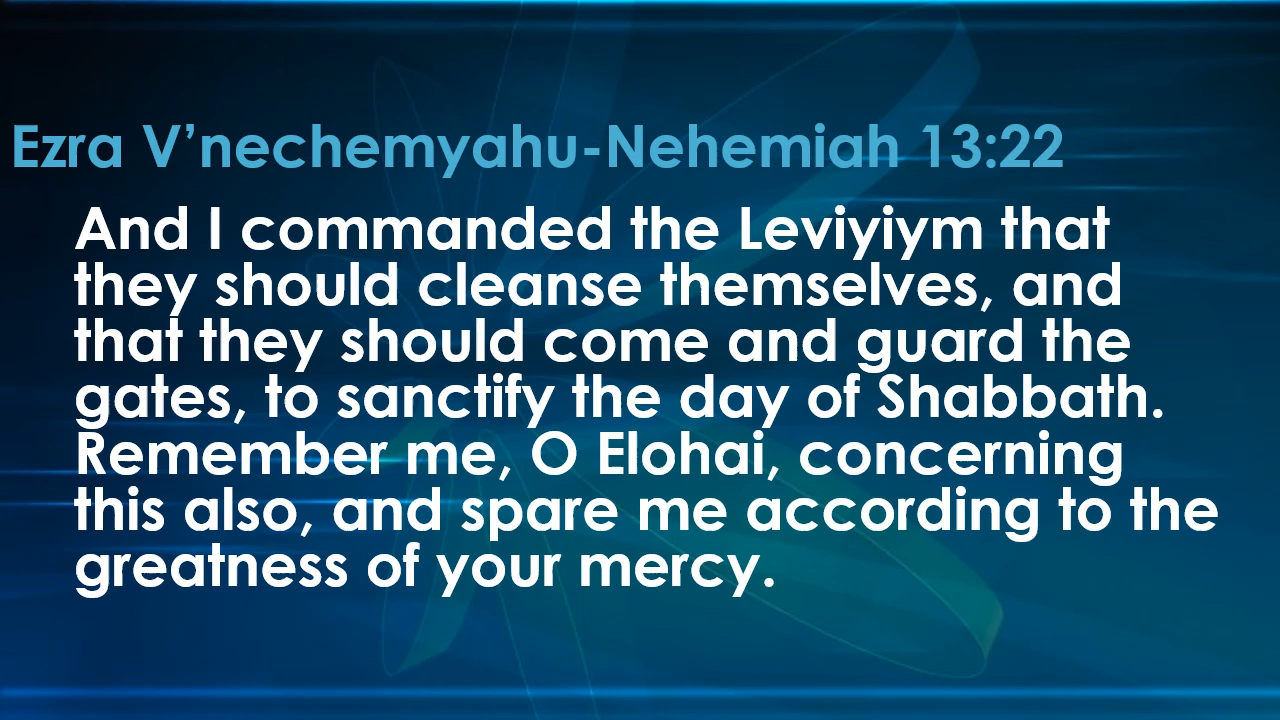 Ezra V’nechemyahu-Nehemiah 13:22
And I commanded the Leviyiym that
they should cleanse themselves, and
that they should come and guard the
gates, to sanctify the day of Shabbath.
Remember me, O Elohai, concerning
this also, and spare me according to the
greatness of your mercy.